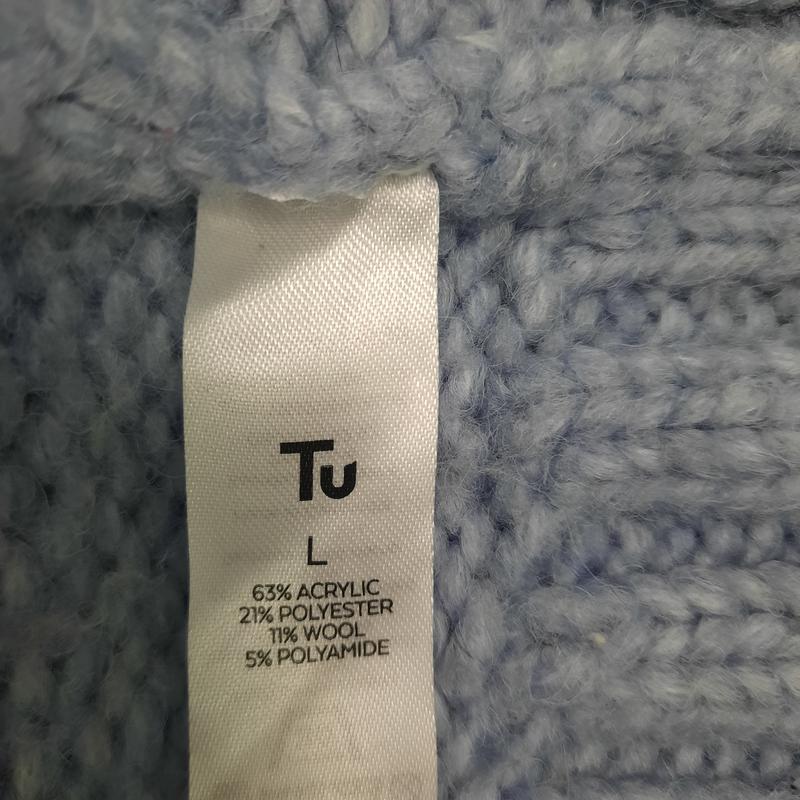 Tu
L
63% ACRYLIC
21% POLYESTER
11% WOOL
5% POLYAMIDE